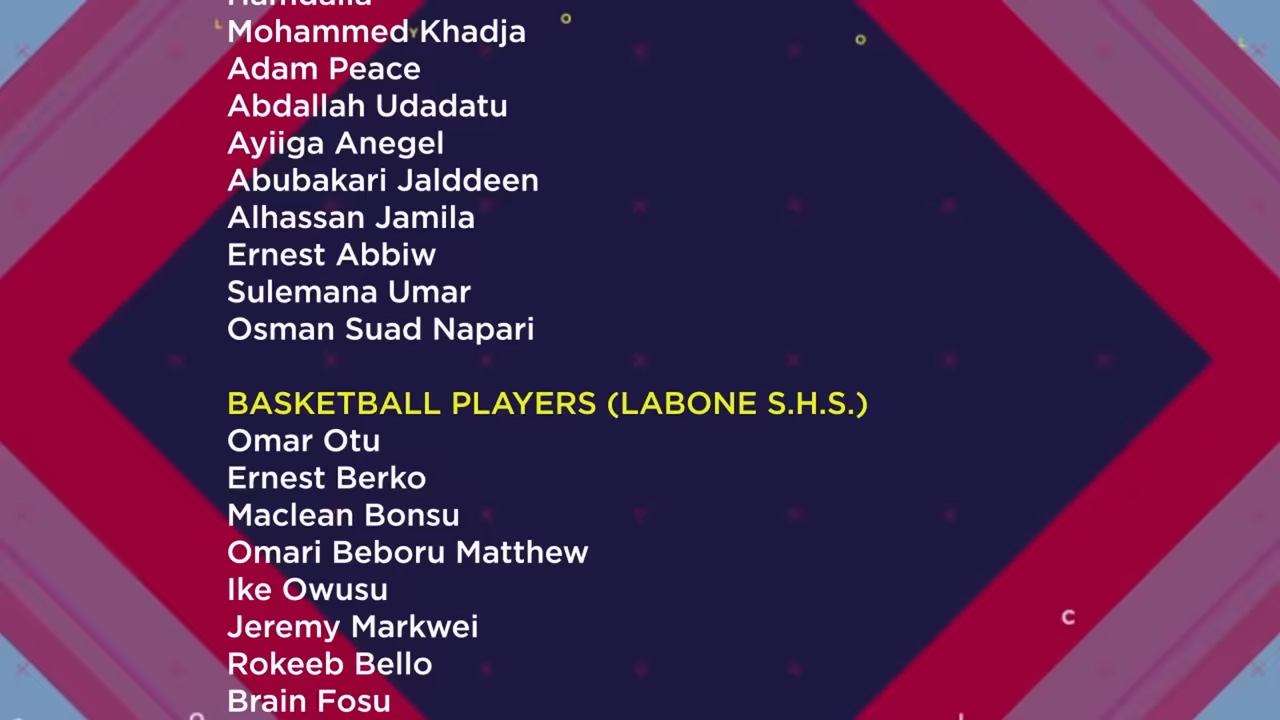 Mohammed Khadja
Adam Peace
Abdallah Udadatu
Ayiiga Anegel
Abubakari Jalddeen
Alhassan Jamila
Ernest Abbiw
Sulemana Umar
Osman Suad Napari
BASKETBALL PLAYERS (LABONE S.H.S.)
Omar Otu
Ernest Berko
Maclean Bonsu
Omari Beboru Matthew
Ike Owusu
Jeremy Markwei
Rokeeb Bello
Brain Fosu